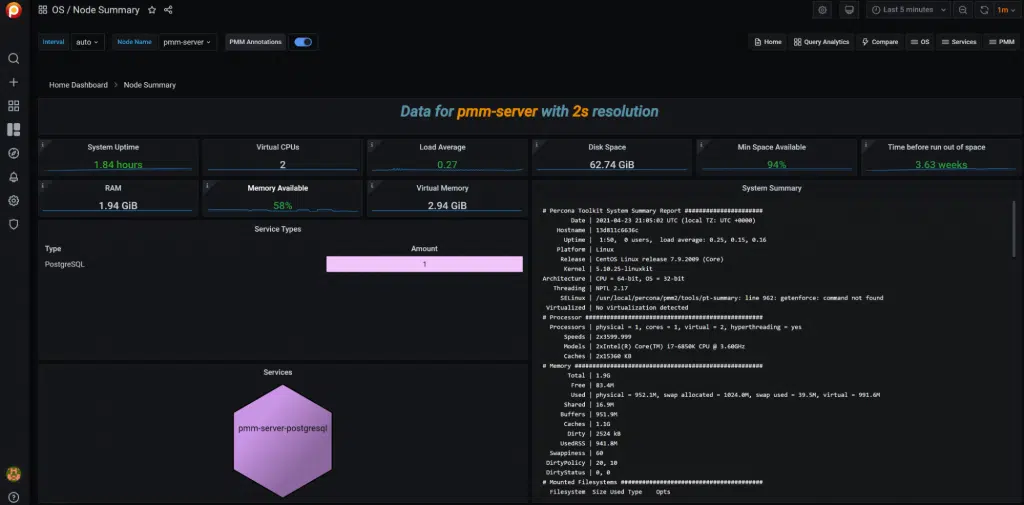 OS / Node Summary
Last 5 minutes
1m
Interval
auto
Node Name
pmm-server
PMM Annotations
Home
Query Analytics
Compare
OS
Services
PMM
Home Dashboard > Node Summary
Data for pmm-server with 2s resolution
System Uptime
1.84 hours
Virtual CPUs
2
Load Average
0.27
Disk Space
62.74 GiB
Min Space Available
94%
Time before run out of space
3.63 weeks
RAM
1.94 GiB
Memory Available
58%
Virtual Memory
2.94 GiB
Service Types
Type Amount
PostgreSQL 1
Services
pmm-server-postgresql
System Summary
# Percona Toolkit System Summary Report ######################
Date | 2021-04-23 21:05:02 UTC (local TZ: UTC +0000)
Hostname | 13d811c6636c
Uptime | 1:50, 0 users, load average: 0.25, 0.15, 0.16
Platform | Linux
Release | CentOS Linux release 7.9.2009 (Core)
Kernel | 5.10.25-linuxkit
Architecture | CPU = 64-bit, OS = 32-bit
Threading | NPTL 2.17
SELinux | /usr/local/percona/pmm2/tools/pt-summary: line 962: getenforce: command not found
Virtualized | No virtualization detected
# Processor ##################################################
Processors | physical = 1, cores = 1, virtual = 2, hyperthreading = yes
Speeds | 2x3599.999
Models | 2xIntel(R) Core(TM) i7-6850K CPU @ 3.60GHz
Caches | 2x15360 KB
# Memory #####################################################
Total | 1.9G
Free | 83.4M
Used | physical = 952.1M, swap allocated = 1024.0M, swap used = 39.5M, virtual = 991.6M
Shared | 16.9M
Buffers | 951.9M
Caches | 1.1G
Dirty | 2524 kB
UsedRSS | 941.8M
Swappiness | 60
DirtyPolicy | 20, 10
DirtyStatus | 0, 0
# Mounted Filesystems ########################################
Filesystem Size Used Type Opts